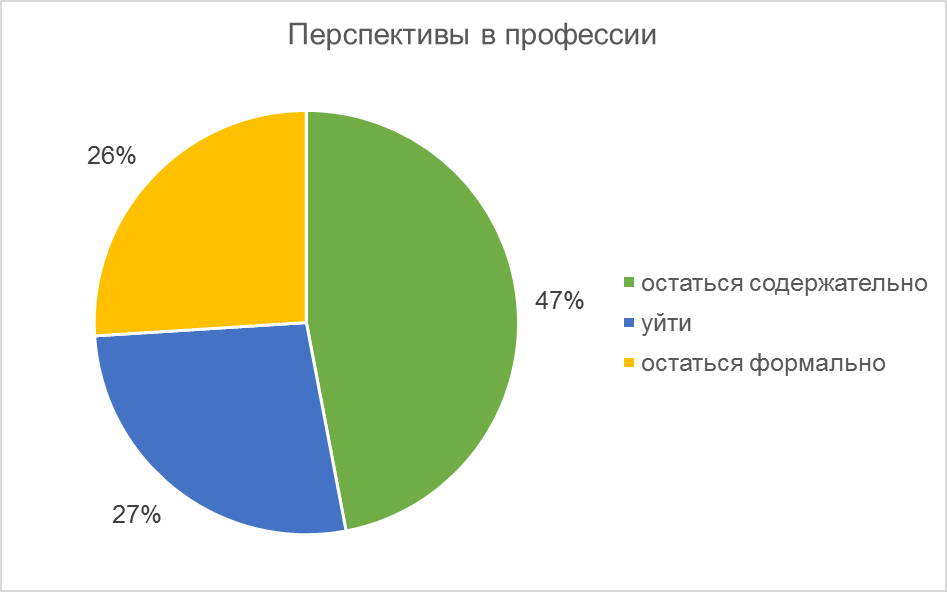 Перспективы в профессии
26%
47%
27%
остаться содержательно
уйти
остаться формально